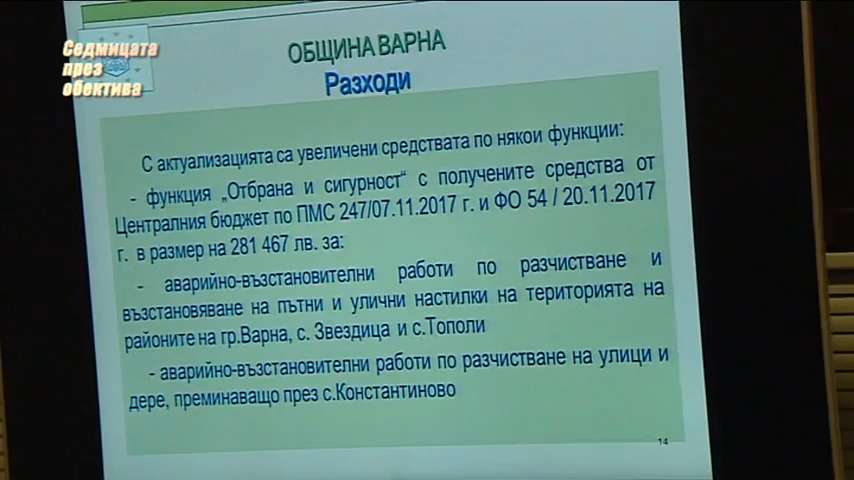 Седмицата
през
обектива
ОБЩИНА ВАРНА
Разходи
С актуализацията са увеличени средствата по някои функции:
- функция „Отбрана и сигурност“ с получените средства от
Централния бюджет по ПМС 247/07.11.2017 г. и ФО 54 / 20.11.2017
г. в размер на 281 467 лв. за:
- аварийно-възстановителни работи по разчистване и
възстановяване на пътни и улични настилки на територията на
районите на гр.Варна, с. Звездица и с.Тополи
- аварийно-възстановителни работи по разчистване на улици и
дере, преминаващо през с.Константиново
14